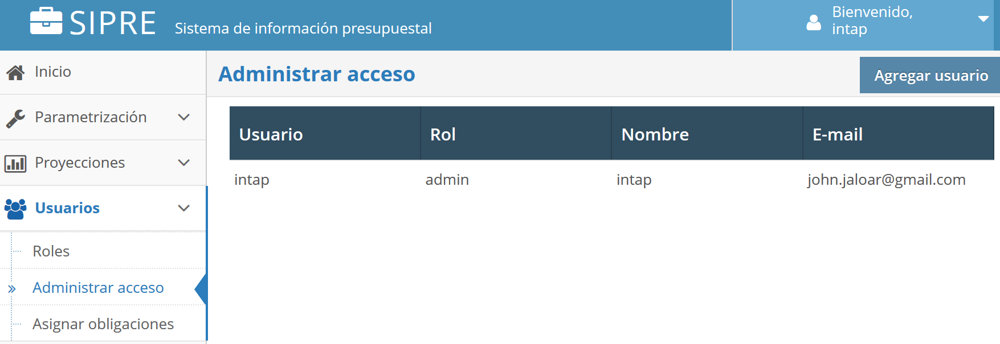 SIPRE Sistema de información presupuestal
Bienvenido,
intap
Inicio
Parametrización
Proyecciones
Usuarios
Roles
Administrar acceso
Asignar obligaciones
Administrar acceso
Agregar usuario
Usuario Rol Nombre E-mail
intap admin intap john.jaloar@gmail.com